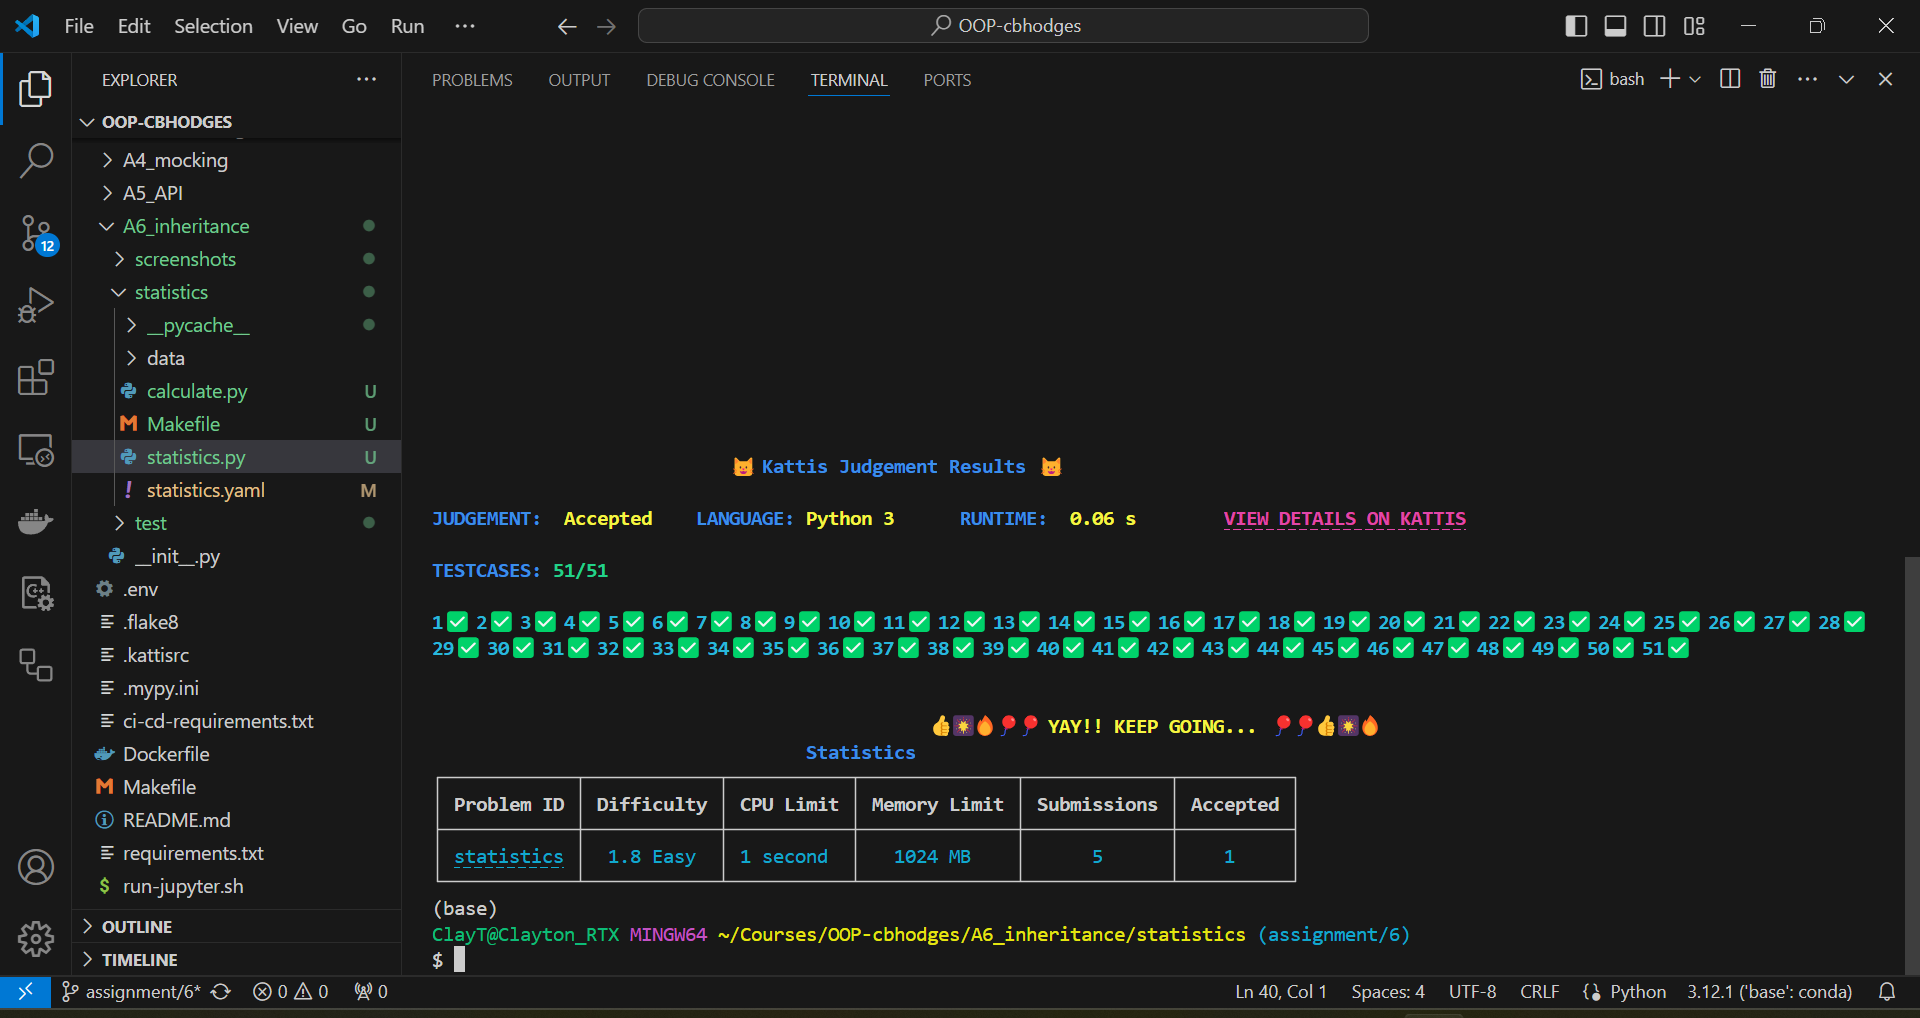 File Edit Selection View Go Run
OOP-cbhodges
EXPLORER
OOP-CBHODGES
A4_mocking
A5_API
A6_inheritance
screenshots
statistics
__pycache__
data
calculate.py U
Makefile U
statistics.py U
statistics.yaml M
test
__init__.py
.env
.flake8
.kattisrc
.mypy.ini
ci-cd-requirements.txt
Dockerfile
Makefile
README.md
requirements.txt
run-jupyter.sh
OUTLINE
TIMELINE
12
PROBLEMS OUTPUT DEBUG CONSOLE TERMINAL PORTS
bash
Kattis Judgement Results
JUDGEMENT: Accepted LANGUAGE: Python 3 RUNTIME: 0.06 s VIEW DETAILS ON KATTIS
TESTCASES: 51/51
1✅ 2✅ 3✅ 4✅ 5✅ 6✅ 7✅ 8✅ 9✅ 10✅ 11✅ 12✅ 13✅ 14✅ 15✅ 16✅ 17✅ 18✅ 19✅ 20✅ 21✅ 22✅ 23✅ 24✅ 25✅ 26✅ 27✅ 28✅
29✅ 30✅ 31✅ 32✅ 33✅ 34✅ 35✅ 36✅ 37✅ 38✅ 39✅ 40✅ 41✅ 42✅ 43✅ 44✅ 45✅ 46✅ 47✅ 48✅ 49✅ 50✅ 51✅
YAY!! KEEP GOING...
Statistics
Problem ID Difficulty CPU Limit Memory Limit Submissions Accepted
statistics 1.8 Easy 1 second 1024 MB 5 1
(base)
ClayT@Clayton_RTX MINGW64 ~/Courses/OOP-cbhodges/A6_inheritance/statistics (assignment/6)
$
assignment/6* 0 0 0 Ln 40, Col 1 Spaces: 4 UTF-8 CRLF Python 3.12.1 ('base': conda)